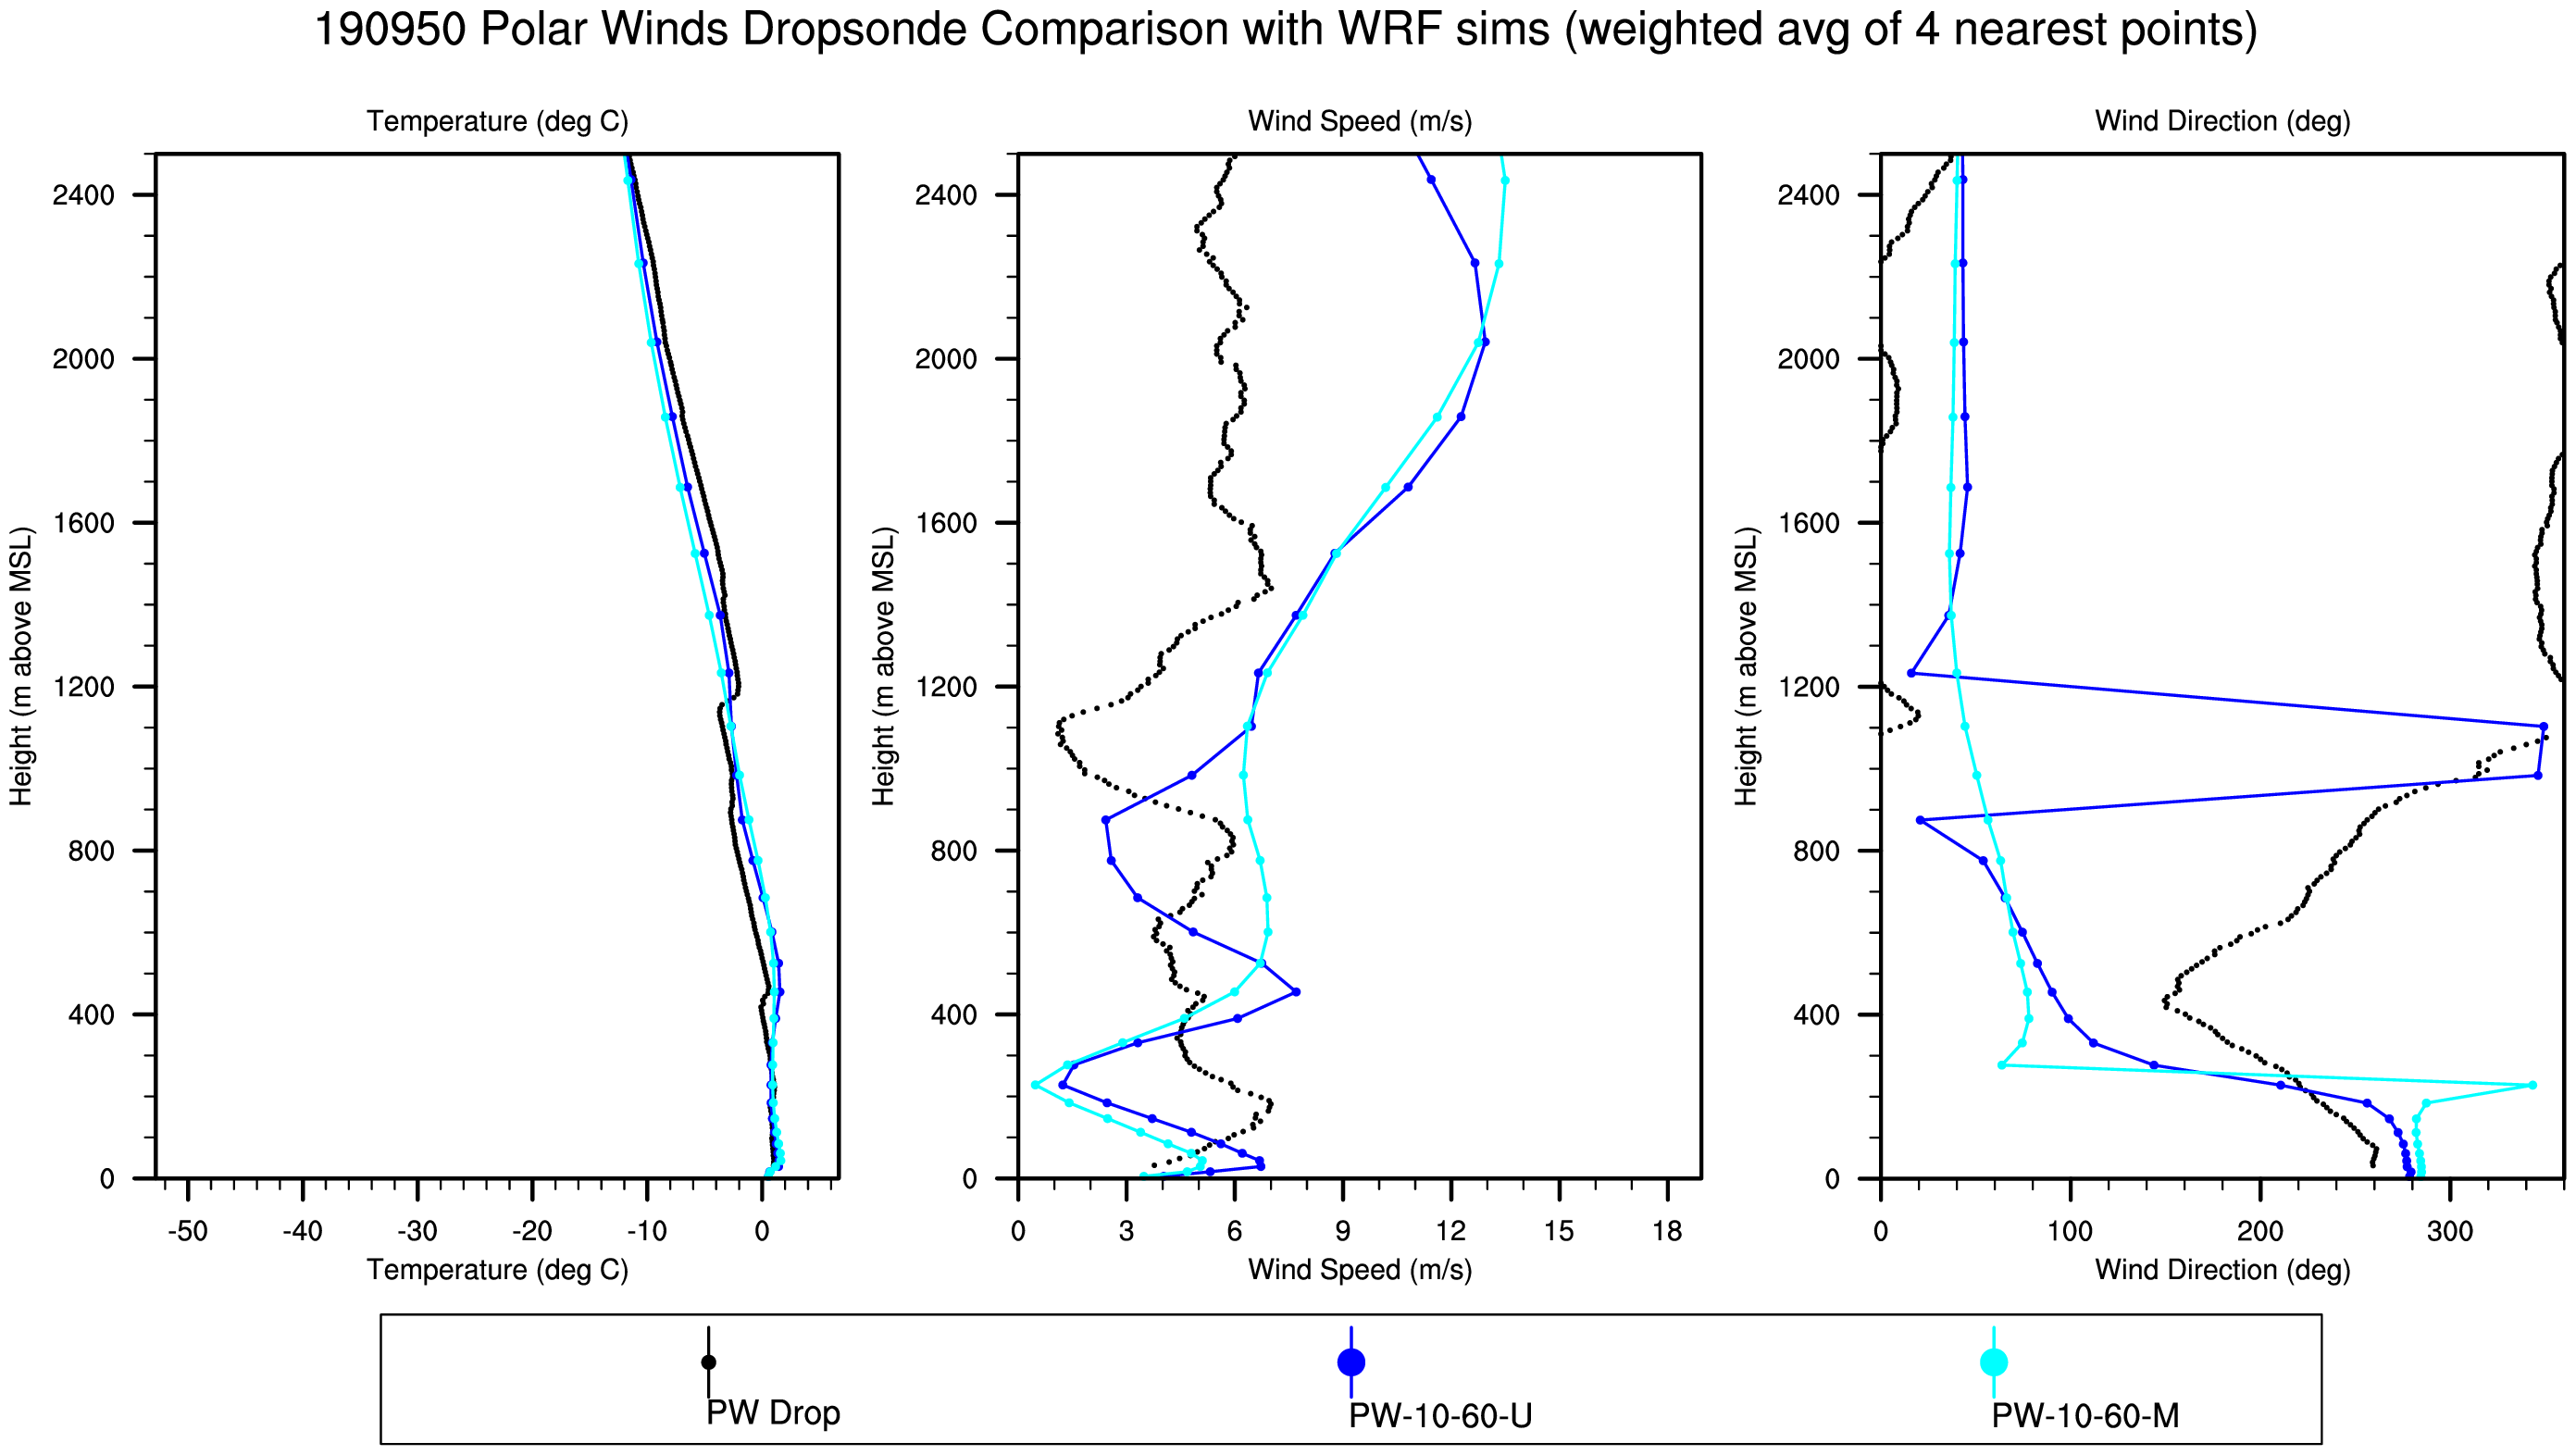 190950 Polar Winds Dropsonde Comparison with WRF sims (weighted avg of 4 nearest points)
Temperature (deg C)
Wind Speed (m/s)
Wind Direction (deg)
Height (m above MSL)
2400
2000
1600
1200
800
400
0
-50 -40 -30 -20 -10 0
Temperature (deg C)
Height (m above MSL)
2400
2000
1600
1200
800
400
0
0 3 6 9 12 15 18
Wind Speed (m/s)
Height (m above MSL)
2400
2000
1600
1200
800
400
0
0 100 200 300
Wind Direction (deg)
PW Drop
PW-10-60-U
PW-10-60-M